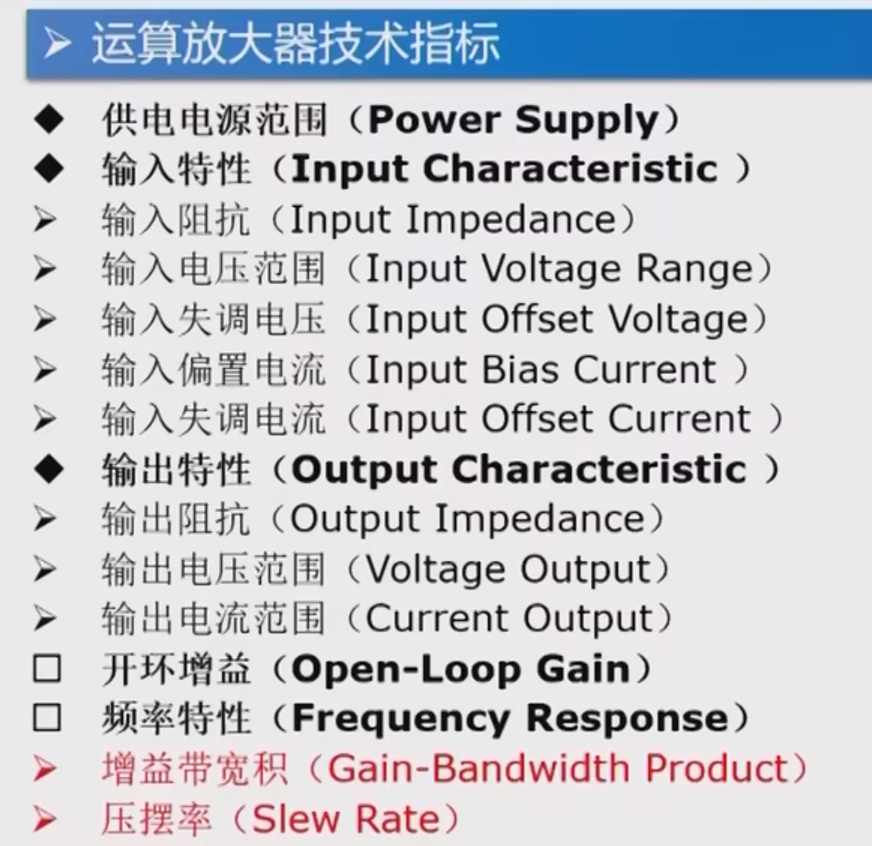 ➢ 运算放大器技术指标
◆ 供电电源范围（Power Supply）
◆ 输入特性（Input Characteristic ）
➢ 输入阻抗（Input Impedance）
➢ 输入电压范围（Input Voltage Range）
➢ 输入失调电压（Input Offset Voltage）
➢ 输入偏置电流（Input Bias Current ）
➢ 输入失调电流（Input Offset Current ）
◆ 输出特性（Output Characteristic ）
➢ 输出阻抗（Output Impedance）
➢ 输出电压范围（Voltage Output）
➢ 输出电流范围（Current Output）
□ 开环增益（Open-Loop Gain）
□ 频率特性（Frequency Response）
➢ 增益带宽积（Gain-Bandwidth Product）
➢ 压摆率（Slew Rate）